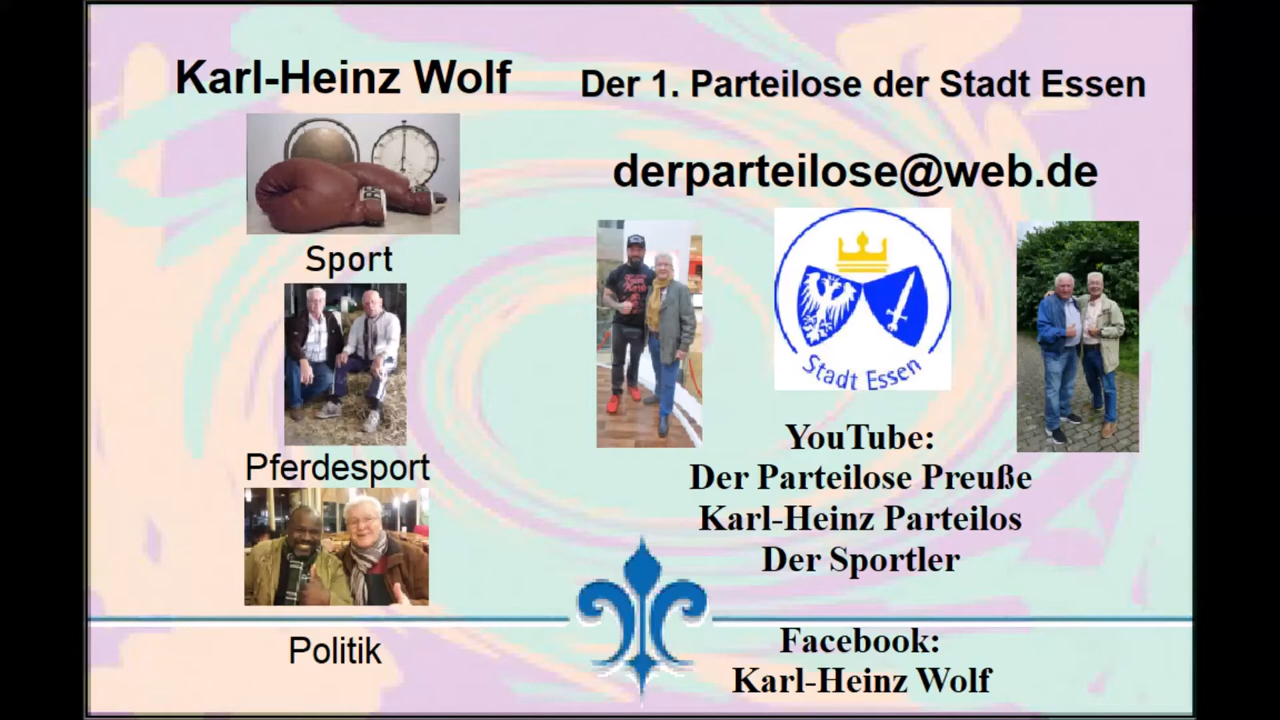 Karl-Heinz Wolf
Der 1. Parteilose der Stadt Essen
derparteilose@web.de
Sport
Pferdesport
Politik
Stadt Essen
YouTube:
Der Parteilose Preuße
Karl-Heinz Parteilos
Der Sportler
Facebook:
Karl-Heinz Wolf